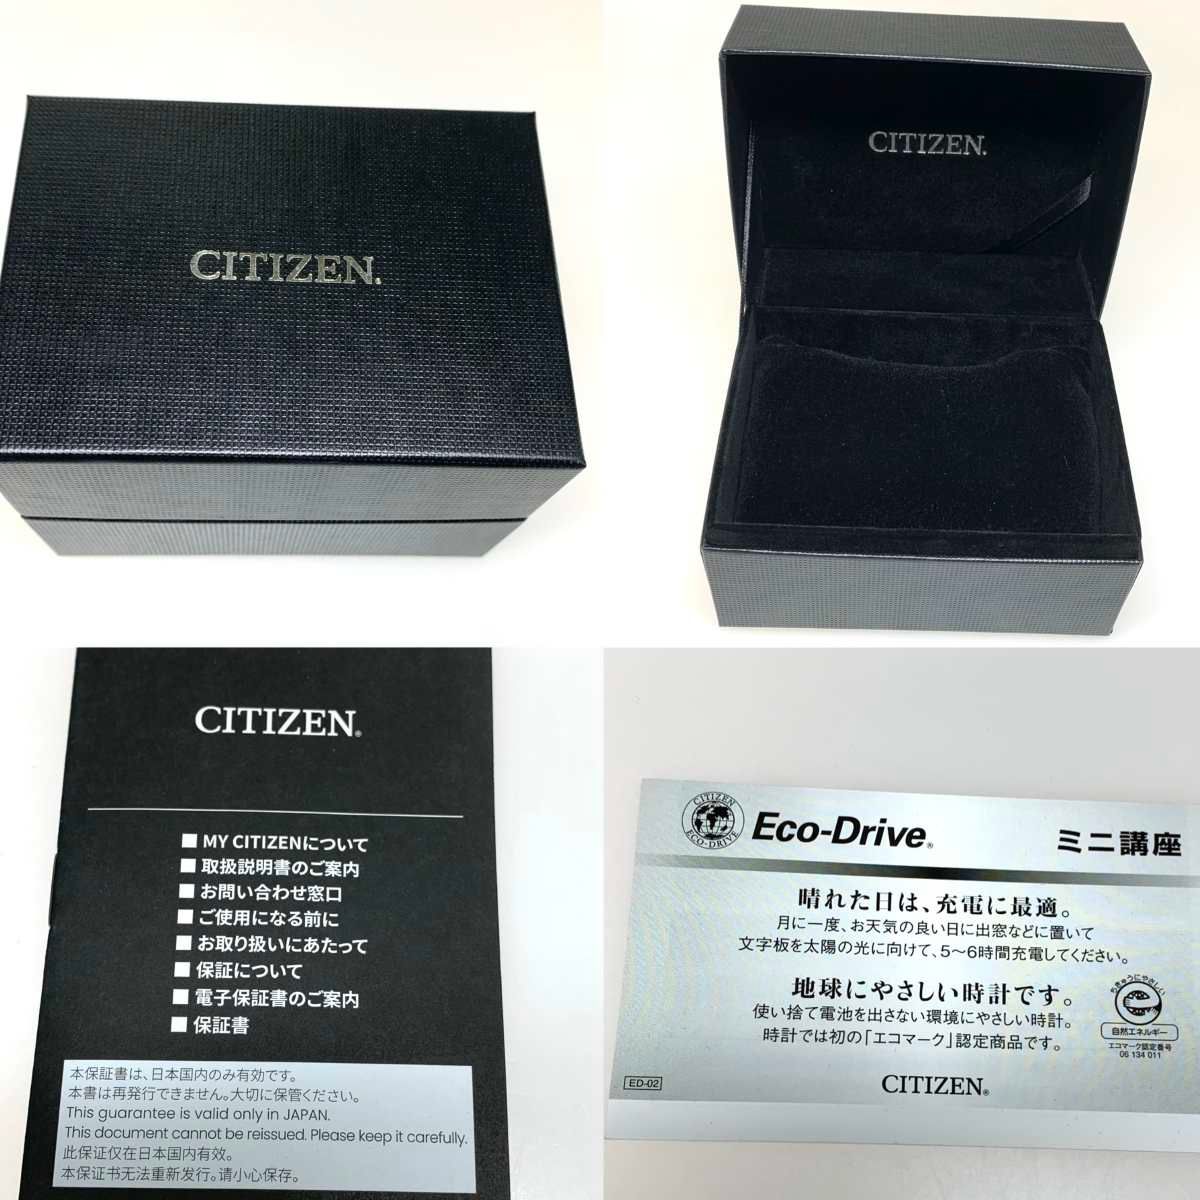 CITIZEN®
CITIZEN®
CITIZEN®
■ MY CITIZENについて
■ 取扱説明書のご案内
■ お問い合わせ窓口
■ ご使用になる前に
■ お取り扱いにあたって
■ 保証について
■ 電子保証書のご案内
■ 保証書
本保証書は、日本国内のみ有効です。
本書は再発行できません。大切に保管ください。
This guarantee is valid only in JAPAN.
This document cannot be reissued. Please keep it carefully.
此保证仅在日本国内有效。
本保证书无法重新发行。请小心保存。
CITIZEN
ECO-DRIVE
Eco-Drive®
ミニ講座
晴れた日は、充電に最適。
月に一度、お天気の良い日に出窓などに置いて
文字板を太陽の光に向けて、5〜6時間充電してください。
地球にやさしい時計です。
使い捨て電池を出さない環境にやさしい時計。
時計では初の「エコマーク」認定商品です。
ちきゅうにやさしい
自然エネルギー
エコマーク認定番号
06 134 011
ED-02
CITIZEN®